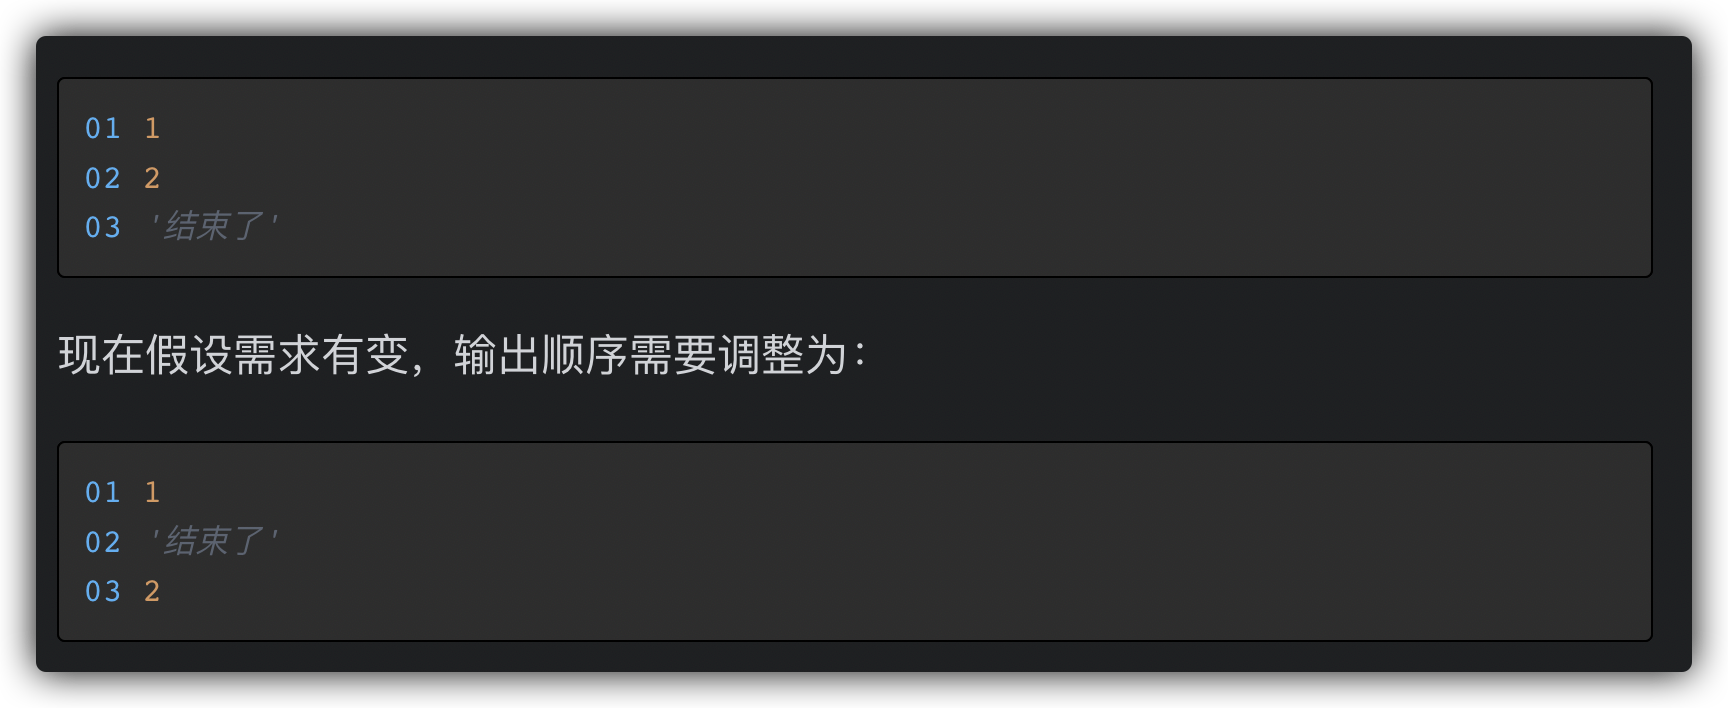 01 1
02 2
03 '结束了'
现在假设需求有变，输出顺序需要调整为：
01 1
02 '结束了'
03 2